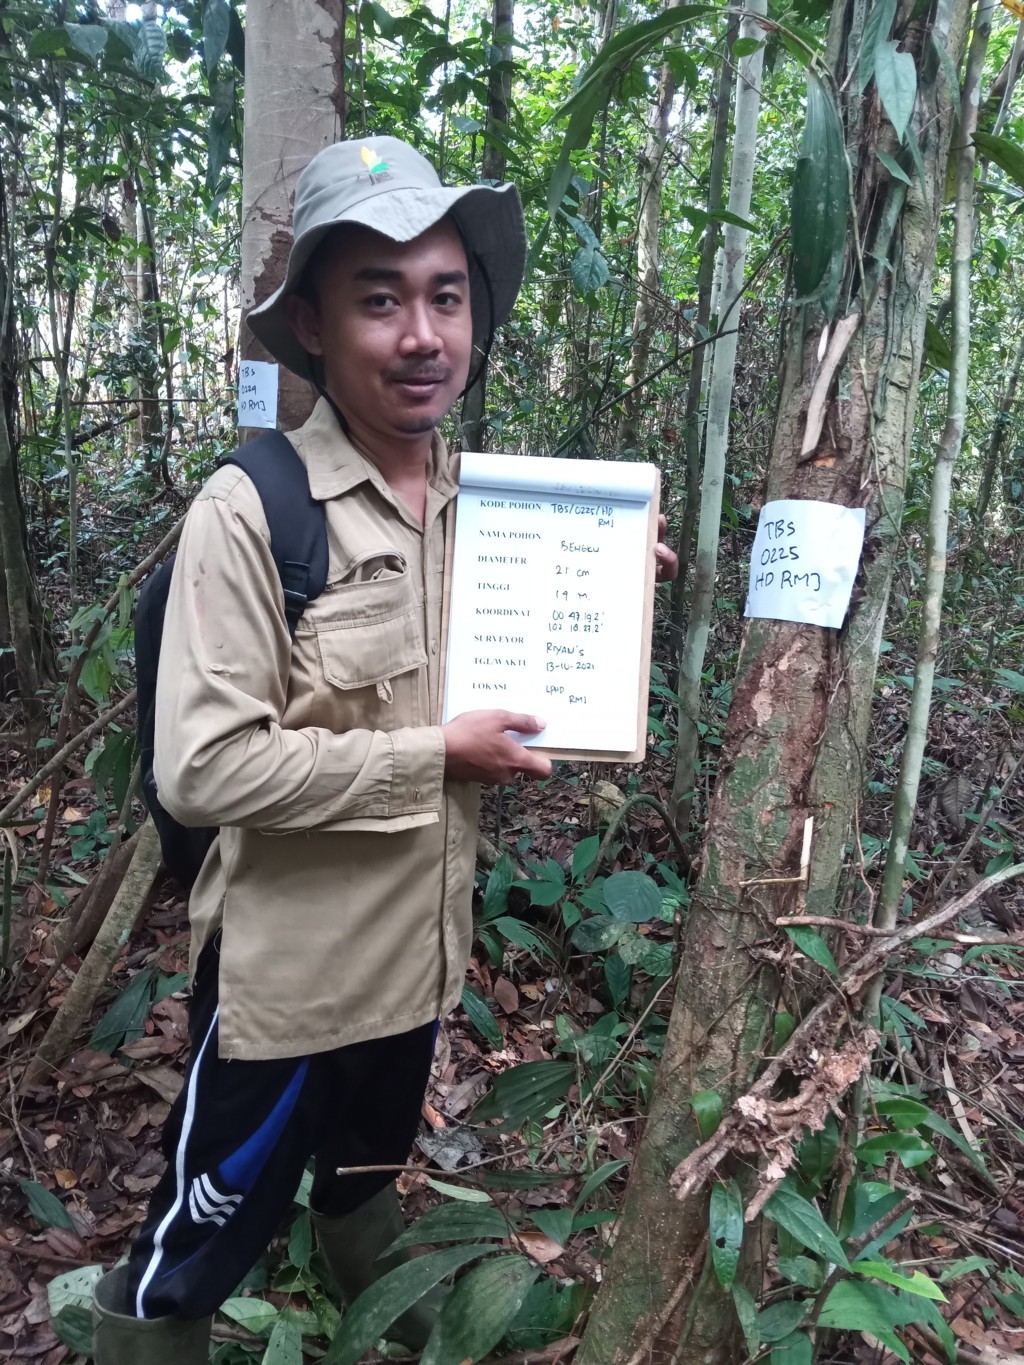 TBS
0224
HD RMJ
KODE POHON TBS/0225/HD
RMJ
NAMA POHON
BENGKU
DIAMETER 21 cm
TINGGI 19 m
KOORDINAT 00 47.19.2'
102 18.27.2'
SURVEYOR RIYAN'S
TGL/WAKTU 13-10-2021
LOKASI LPHD
RMJ
TBS
0225
HD RMJ